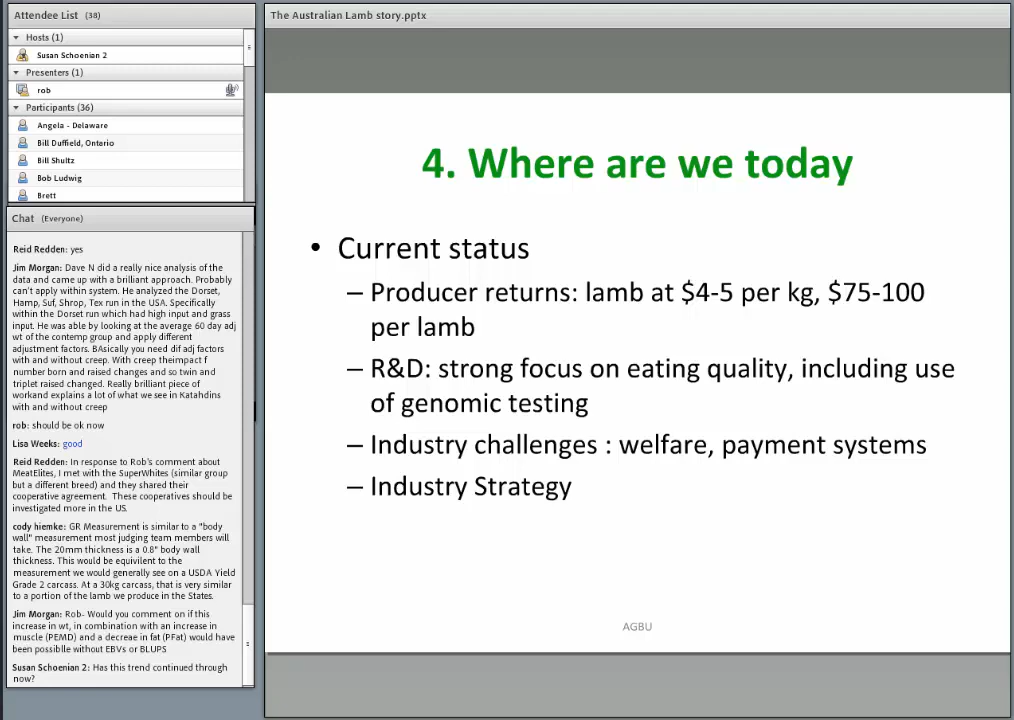 Attendee List (38)
Hosts (1)
Susan Schoenian 2
Presenters (1)
rob
Participants (36)
Angela - Delaware
Bill Duffield, Ontario
Bill Shultz
Bob Ludwig
Brett
Chat (Everyone)
Reid Redden: yes
Jim Morgan: Dave N did a really nice analysis of the
data and came up with a brilliant approach. Probably
can't apply within system. He analyzed the Dorset,
Hamp, Suf, Shrop, Tex run in the USA. Specifically
within the Dorset run which had high input and grass
input. He was able by looking at the average 60 day adj
wt of the contemp group and apply different
adjustment factors. BAsically you need dif adj factors
with and without creep. With creep theimpact f
number born and raised changes and so twin and
triplet raised changed. Really brilliant piece of
workand explains a lot of what we see in Katahdins
with and without creep
rob: should be ok now
Lisa Weeks: good
Reid Redden: In response to Rob's comment about
MeatElites, I met with the SuperWhites (similar group
but a different breed) and they shared their
cooperative agreement. These cooperatives should be
investigated more in the US.
cody hiemke: GR Measurement is similar to a "body
wall" measurement most judging team members will
take. The 20mm thickness is a 0.8" body wall
thickness. This would be equivilent to the
measurement we would generally see on a USDA Yield
Grade 2 carcass. At a 30kg carcass, that is very similar
to a portion of the lamb we produce in the States.
Jim Morgan: Rob- Would you comment on if this
increase in wt, in combination with an increase in
muscle (PEMD) and a decreae in fat (PFat) would have
been possiblle without EBVs or BLUPS
Susan Schoenian 2: Has this trend continued through
now?
The Australian Lamb story.pptx
4. Where are we today
• Current status
– Producer returns: lamb at $4-5 per kg, $75-100
per lamb
– R&D: strong focus on eating quality, including use
of genomic testing
– Industry challenges : welfare, payment systems
– Industry Strategy
AGBU